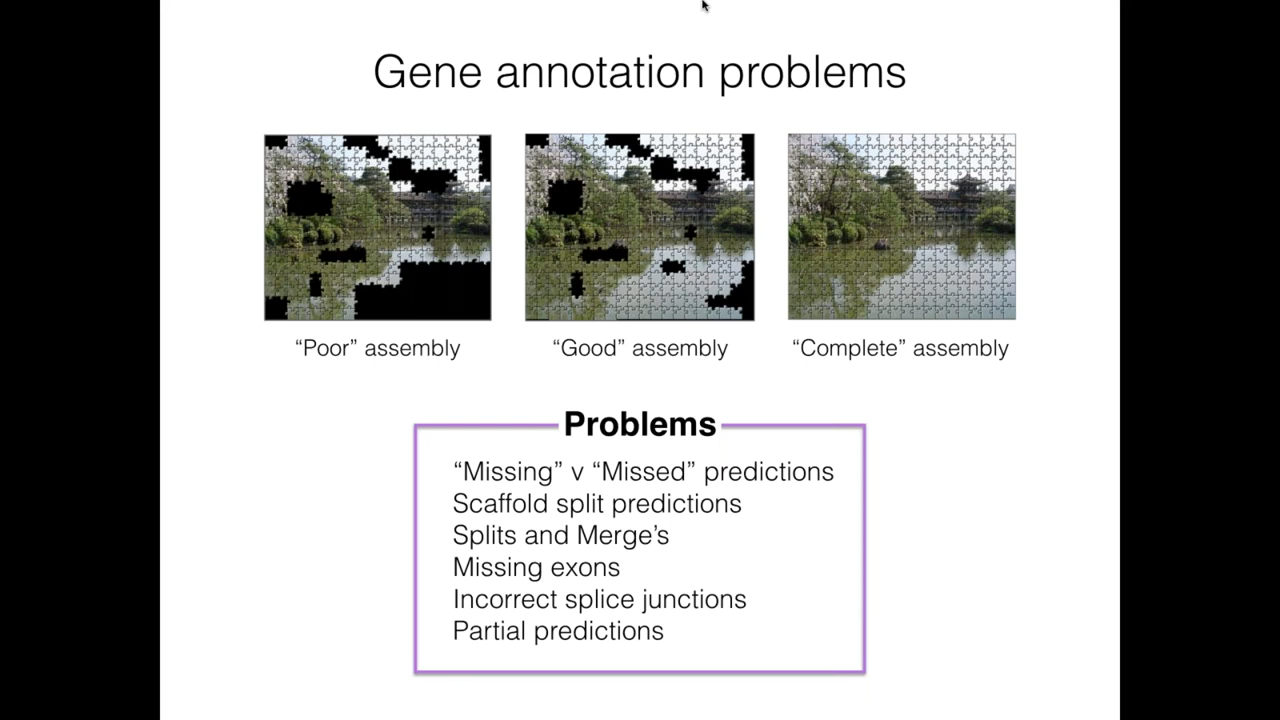 Gene annotation problems
“Poor” assembly
“Good” assembly
“Complete” assembly
Problems
“Missing” v “Missed” predictions
Scaffold split predictions
Splits and Merge’s
Missing exons
Incorrect splice junctions
Partial predictions